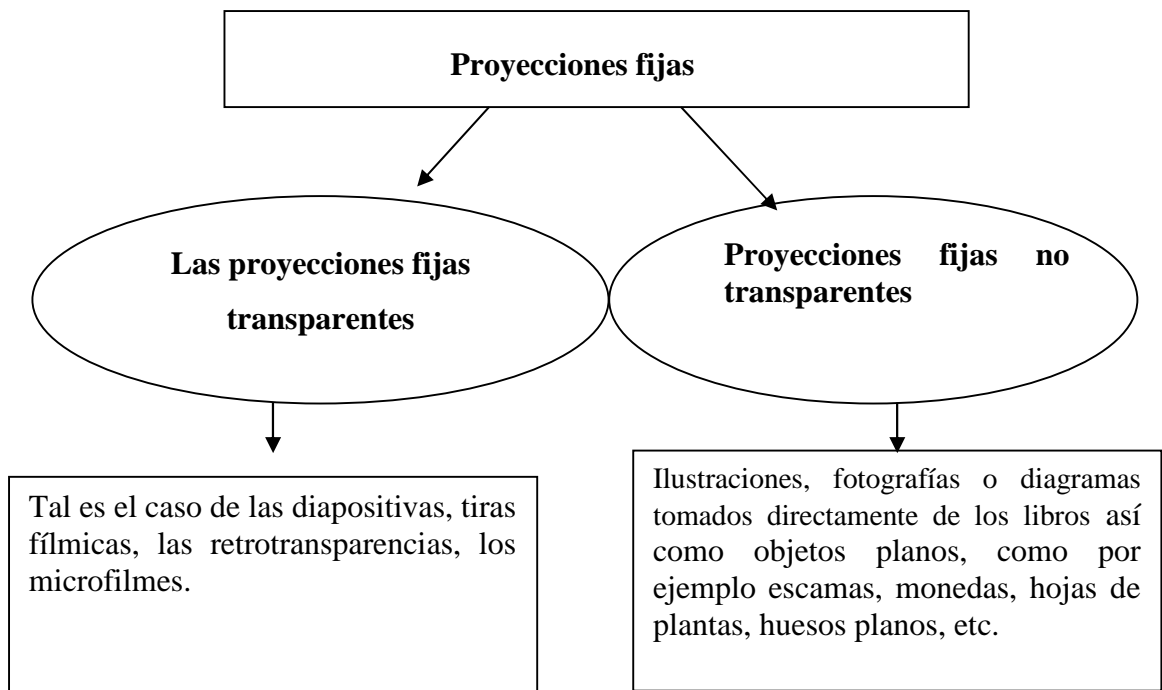 Proyecciones fijas
Las proyecciones fijas
transparentes
Proyecciones fijas no
transparentes
Tal es el caso de las diapositivas, tiras
fílmicas, las retrotransparencias, los
microfilmes.
Ilustraciones, fotografías o diagramas
tomados directamente de los libros así
como objetos planos, como por
ejemplo escamas, monedas, hojas de
plantas, huesos planos, etc.